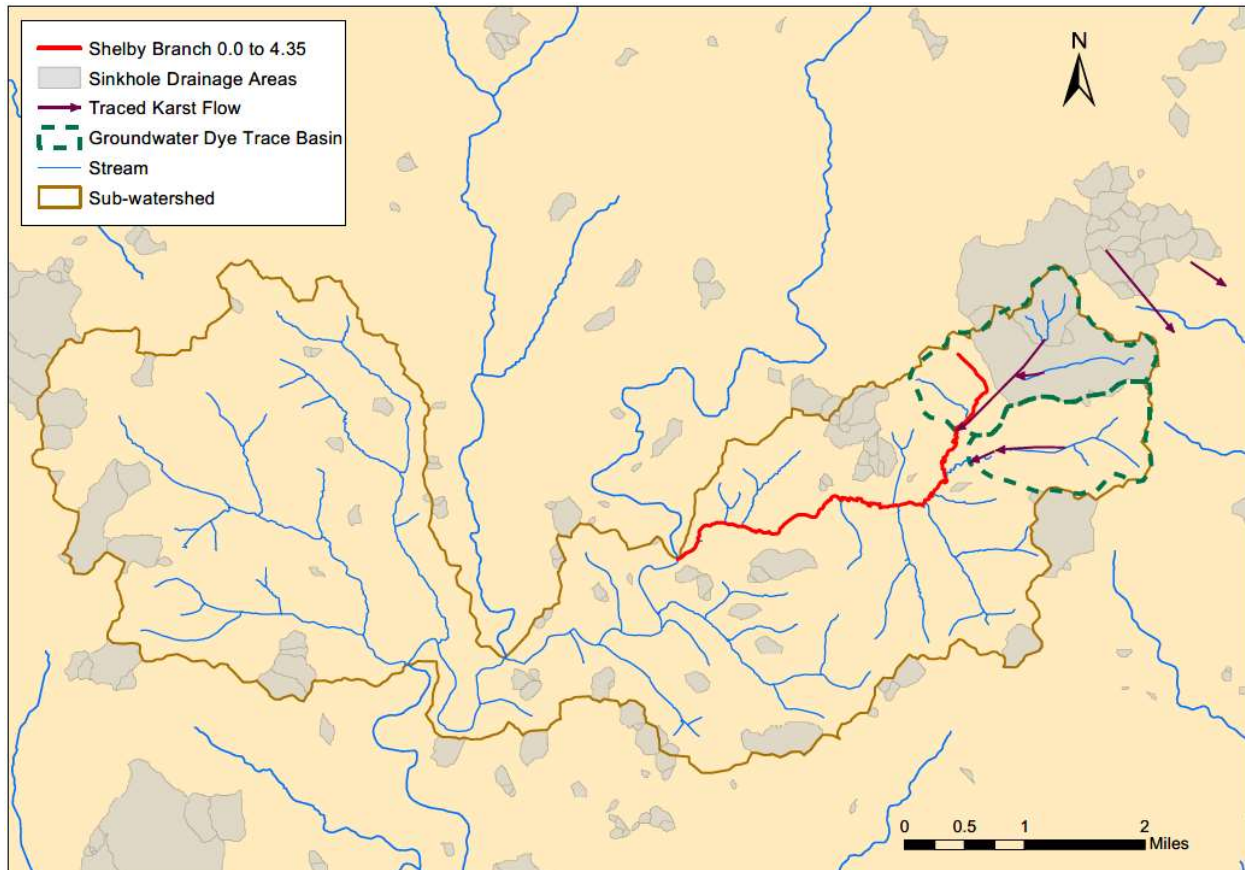 Shelby Branch 0.0 to 4.35
Sinkhole Drainage Areas
Traced Karst Flow
Groundwater Dye Trace Basin
Stream
Sub-watershed
N
0 0.5 1 2
Miles